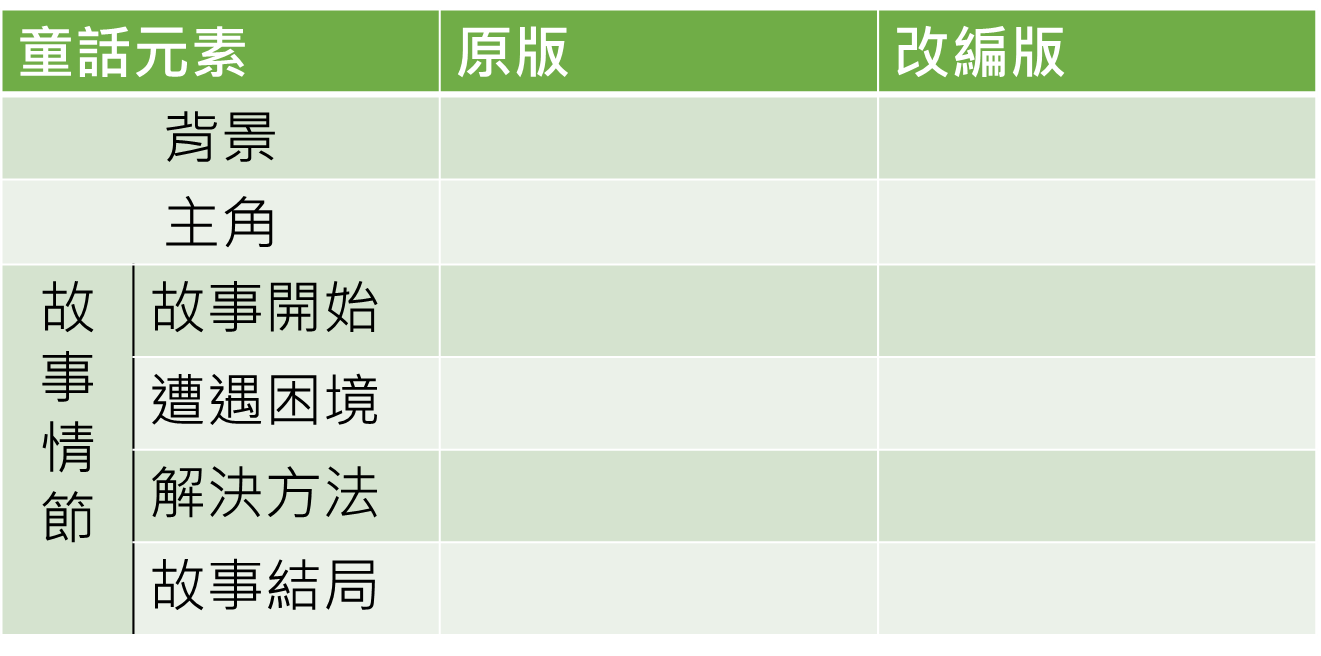 童話元素 原版 改編版
背景
主角
故事情節
故事開始
遭遇困境
解決方法
故事結局